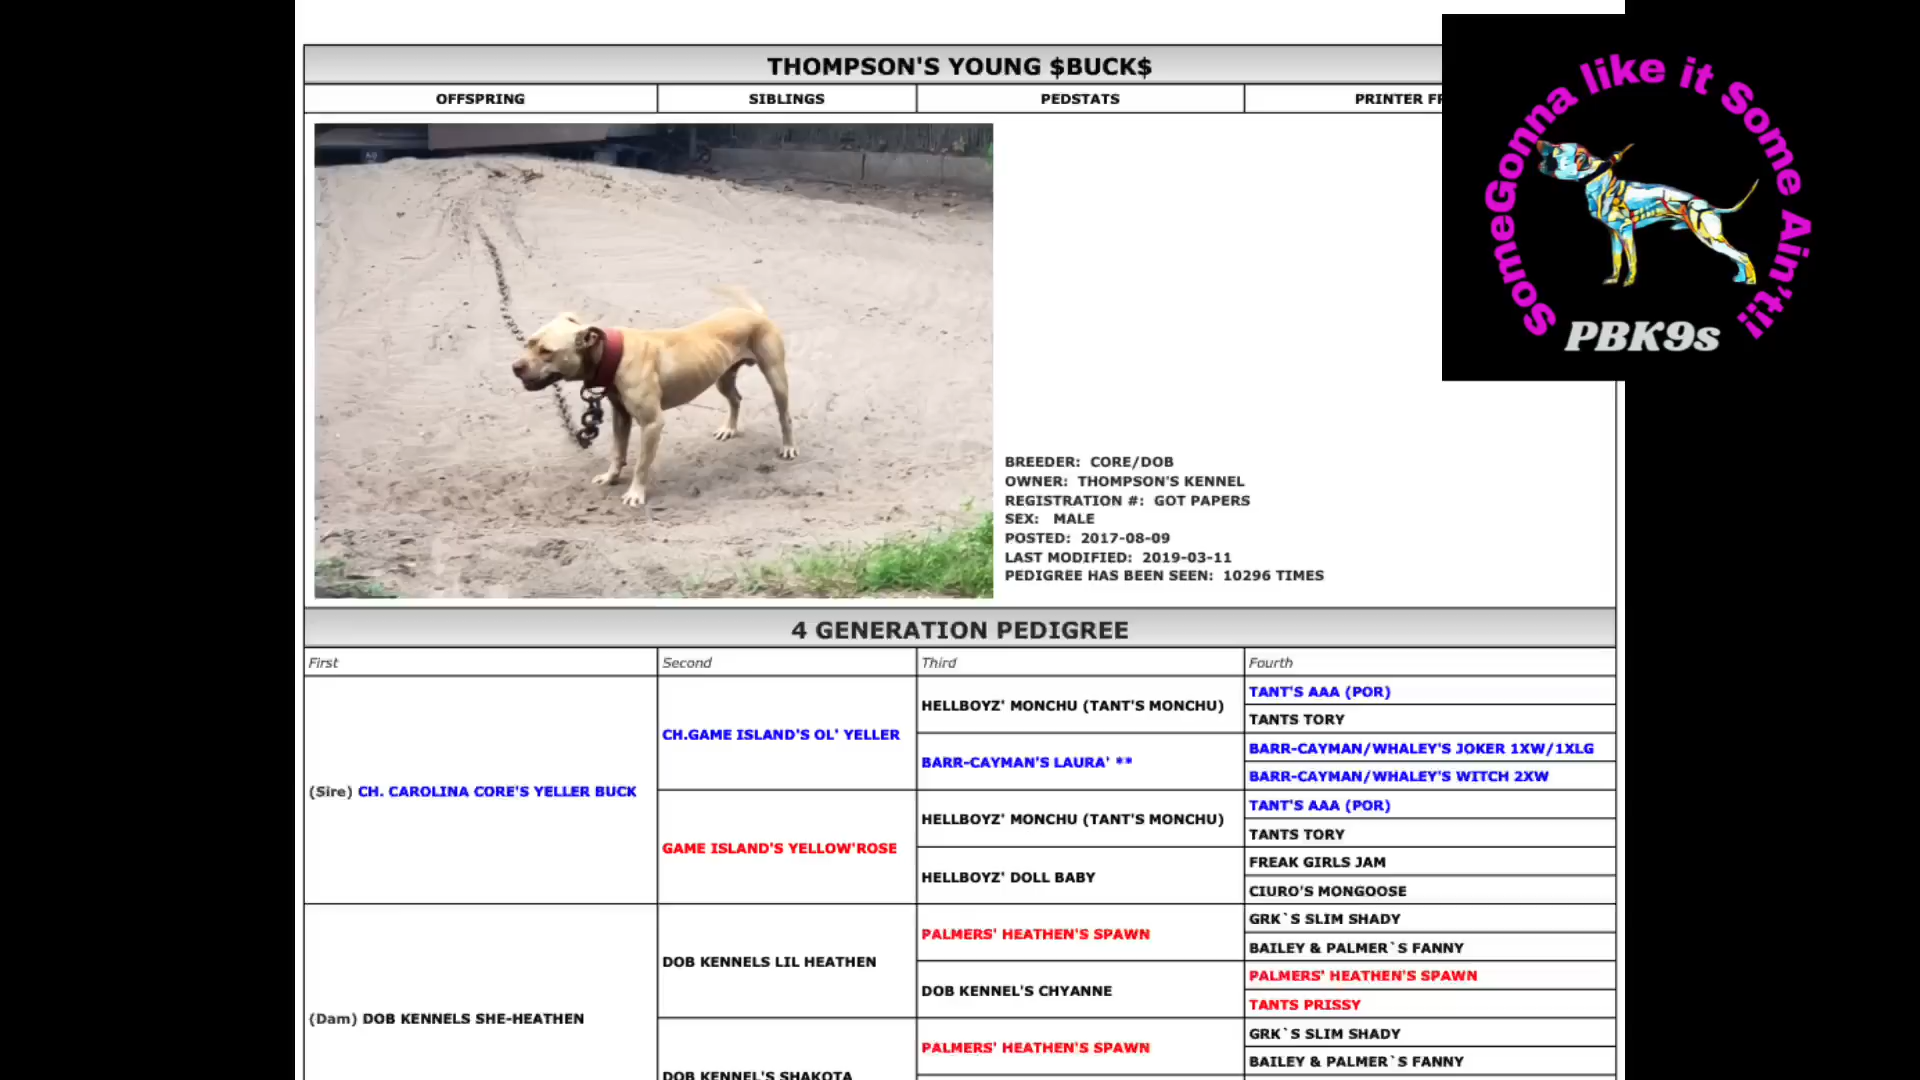 THOMPSON'S YOUNG $BUCK$
OFFSPRING
SIBLINGS
PEDSTATS
PRINTER
SomeGonna like it Some Ain't!!
PBK9s
BREEDER: CORE/DOB
OWNER: THOMPSON'S KENNEL
REGISTRATION #: GOT PAPERS
SEX: MALE
POSTED: 2017-08-09
LAST MODIFIED: 2019-03-11
PEDIGREE HAS BEEN SEEN: 10296 TIMES
4 GENERATION PEDIGREE
First
Second
Third
Fourth
(Sire) CH. CAROLINA CORE'S YELLER BUCK
CH.GAME ISLAND'S OL' YELLER
HELLBOYZ' MONCHU (TANT'S MONCHU)
TANT'S AAA (POR)
TANTS TORY
BARR-CAYMAN'S LAURA' **
BARR-CAYMAN/WHALEY'S JOKER 1XW/1XLG
BARR-CAYMAN/WHALEY'S WITCH 2XW
GAME ISLAND'S YELLOW'ROSE
HELLBOYZ' MONCHU (TANT'S MONCHU)
TANT'S AAA (POR)
TANTS TORY
HELLBOYZ' DOLL BABY
FREAK GIRLS JAM
CIURO'S MONGOOSE
(Dam) DOB KENNELS SHE-HEATHEN
DOB KENNELS LIL HEATHEN
PALMERS' HEATHEN'S SPAWN
GRK`S SLIM SHADY
BAILEY & PALMER`S FANNY
DOB KENNEL'S CHYANNE
PALMERS' HEATHEN'S SPAWN
TANTS PRISSY
DOB KENNEL'S SHAKOTA
PALMERS' HEATHEN'S SPAWN
GRK`S SLIM SHADY
BAILEY & PALMER`S FANNY